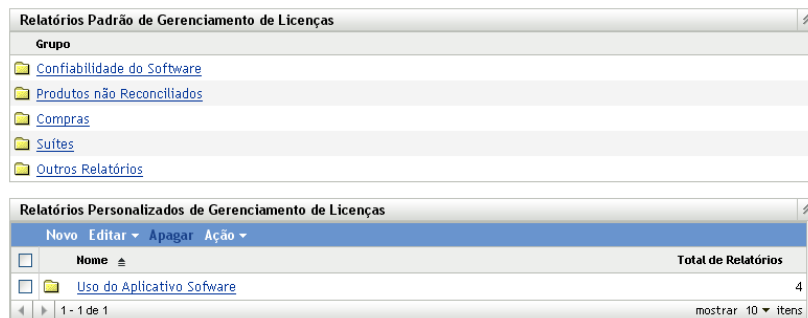 Relatórios Padrão de Gerenciamento de Licenças
Grupo
Confiabilidade do Software
Produtos não Reconciliados
Compras
Suítes
Outros Relatórios
Relatórios Personalizados de Gerenciamento de Licenças
Novo Editar Apagar Ação
Nome Total de Relatórios
Uso do Aplicativo Sofware 4
1 - 1 de 1 mostrar 10 itens